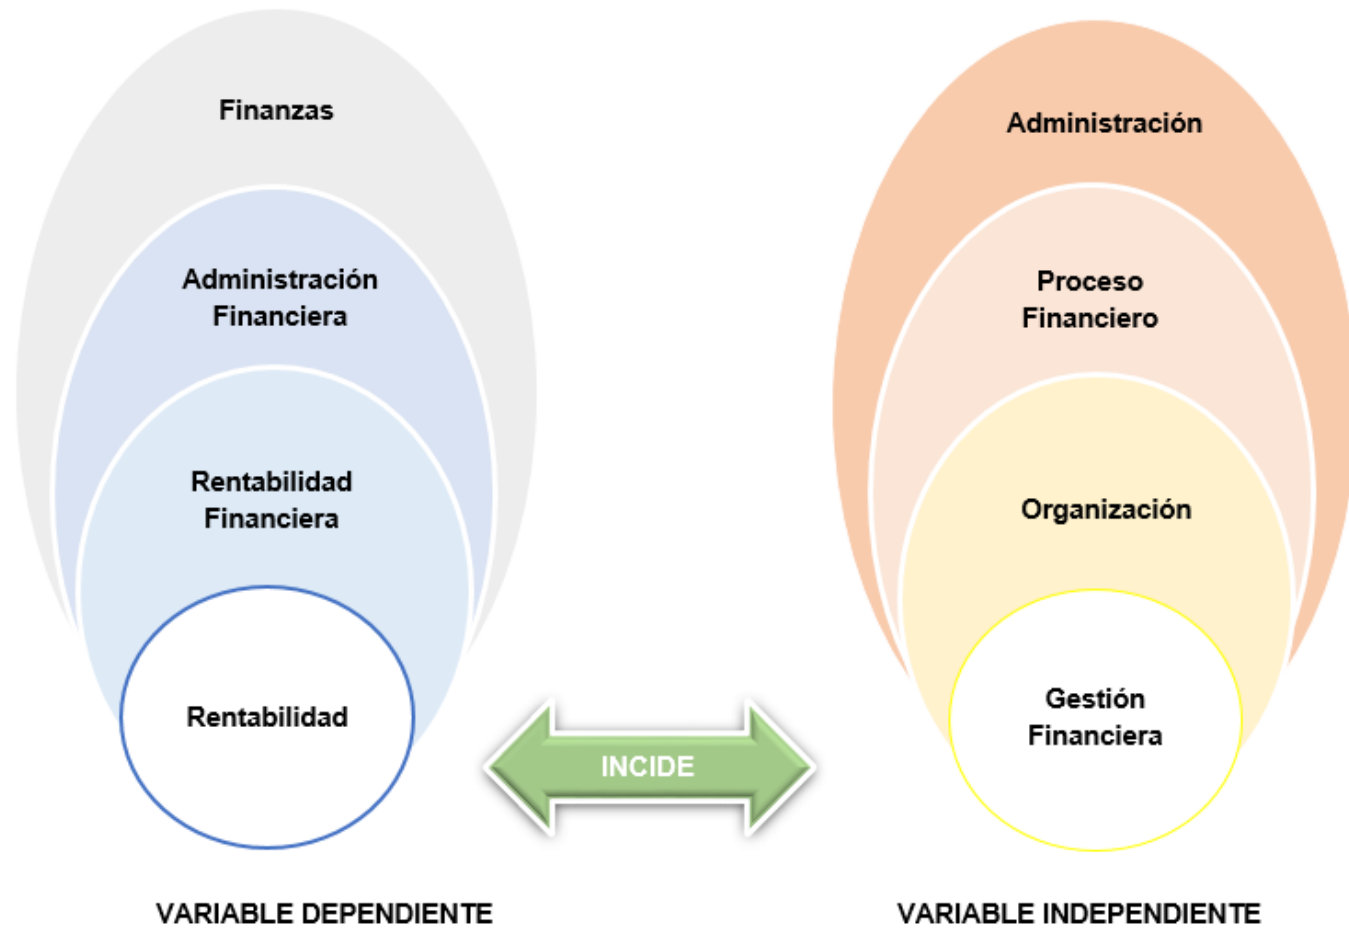 Finanzas
Administración
Financiera
Rentabilidad
Financiera
Rentabilidad
INCIDE
Administración
Proceso
Financiero
Organización
Gestión
Financiera
VARIABLE DEPENDIENTE
VARIABLE INDEPENDIENTE